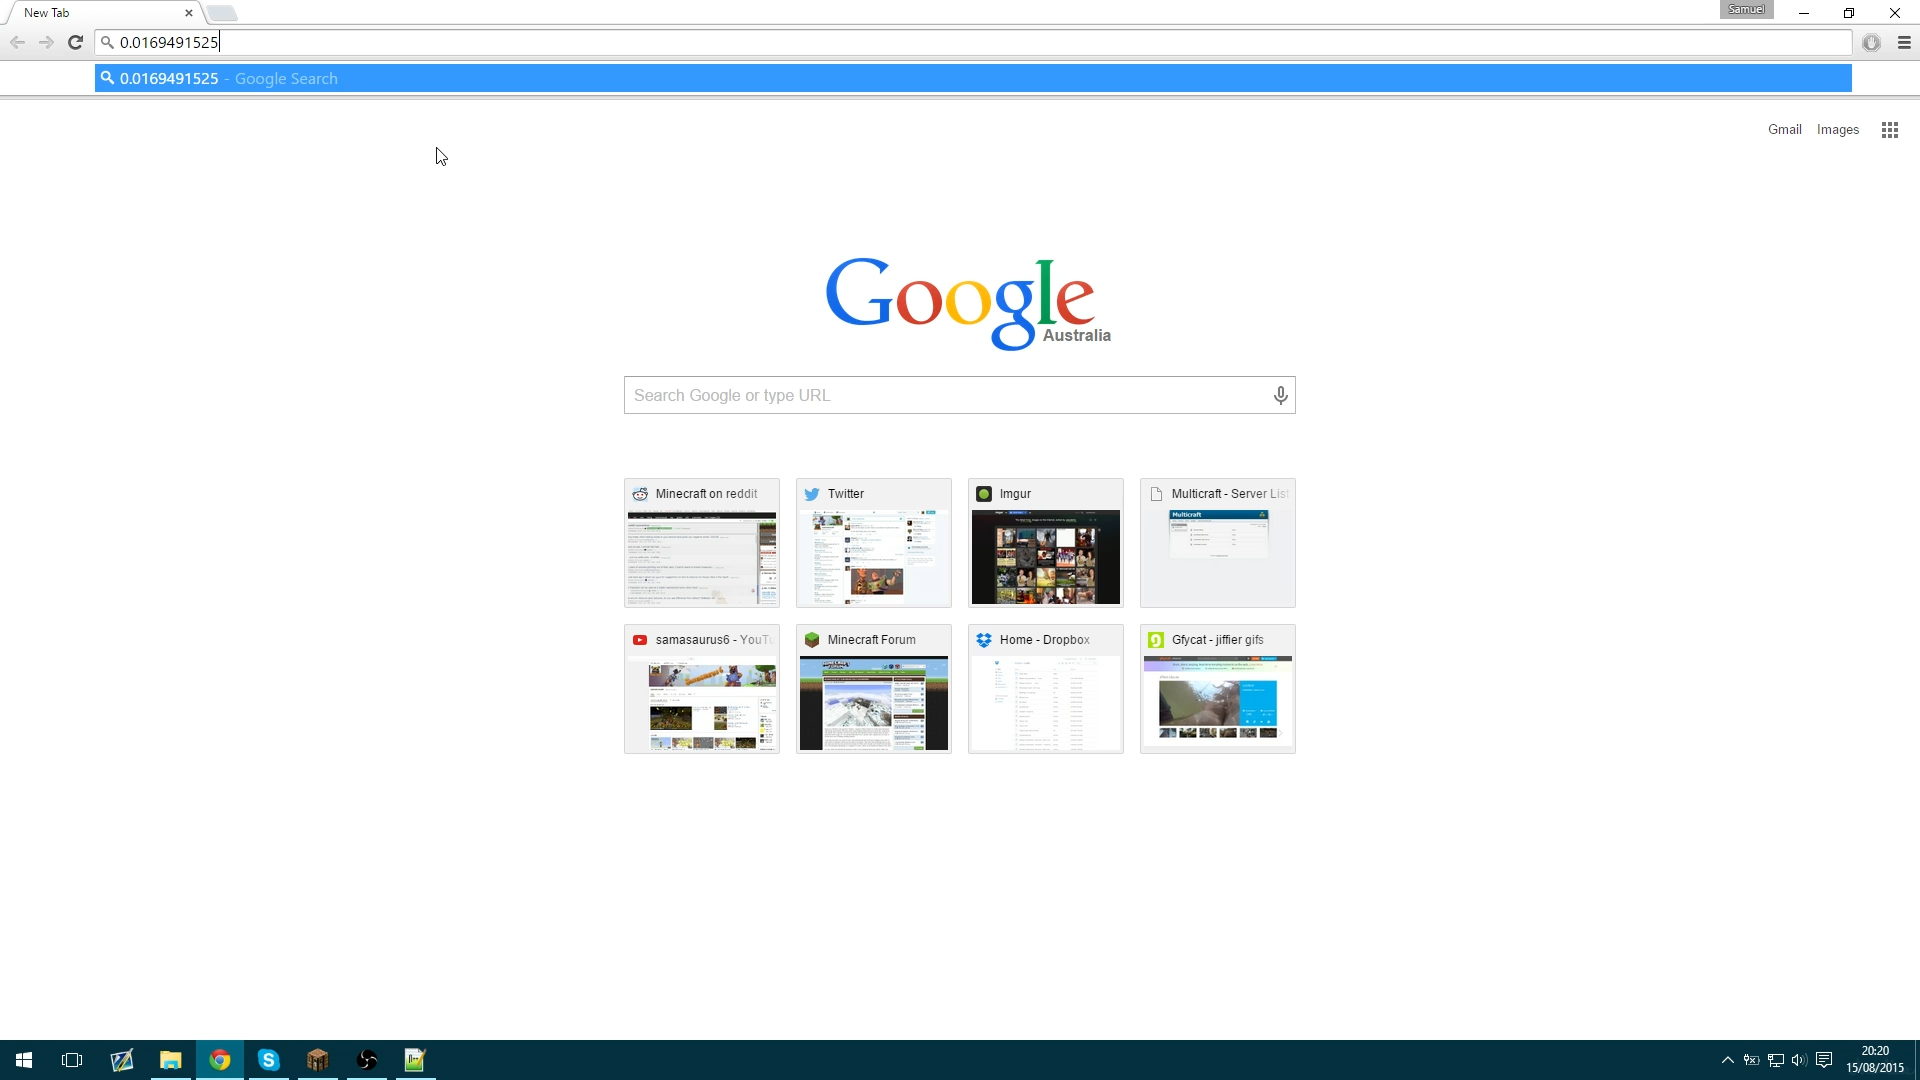 New Tab
Samuel
0.0169491525
0.0169491525 - Google Search
Gmail Images
Google
Australia
Search Google or type URL
Minecraft on reddit
Twitter
Imgur
Multicraft - Server List
Multicraft
samasaurus6 - YouTu
Minecraft Forum
Home - Dropbox
Gfycat - jiffier gifs
20:20
15/08/2015